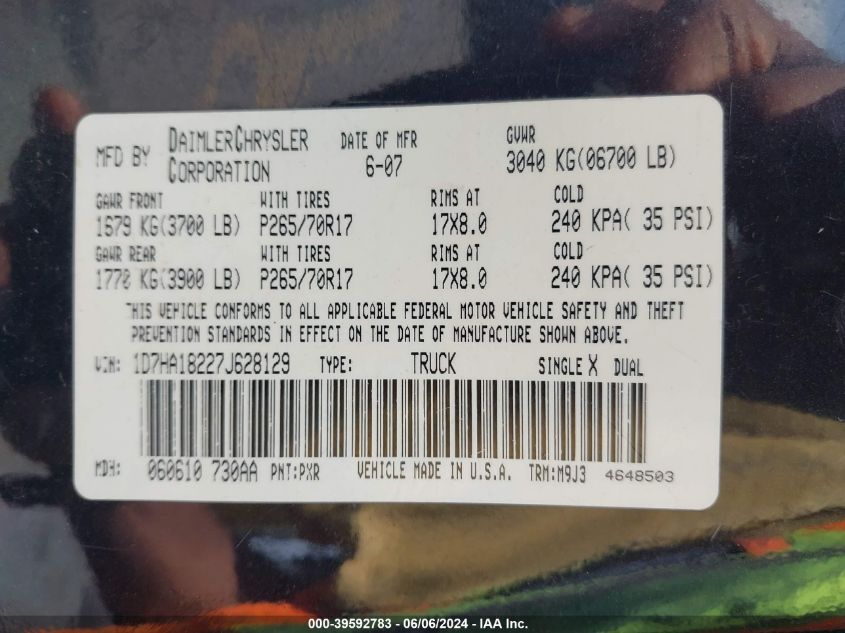 MFD BY DAIMLERCHRYSLER CORPORATION DATE OF MFR 6-07 GVWR 3040 KG(06700 LB)
GAWR FRONT WITH TIRES RIMS AT COLD
1679 KG(3700 LB) P265/70R17 17X8.0 240 KPA( 35 PSI)
GAWR REAR WITH TIRES RIMS AT COLD
1770 KG(3900 LB) P265/70R17 17X8.0 240 KPA( 35 PSI)
THIS VEHICLE CONFORMS TO ALL APPLICABLE FEDERAL MOTOR VEHICLE SAFETY AND THEFT
PREVENTION STANDARDS IN EFFECT ON THE DATE OF MANUFACTURE SHOWN ABOVE.
VIN: 1D7HA18227J628129 TYPE: TRUCK SINGLE X DUAL
MDH: 060610 730AA PNT:PXR VEHICLE MADE IN U.S.A. TRM:M9J3 4648503
000-39592783 - 06/06/2024 - IAA Inc.